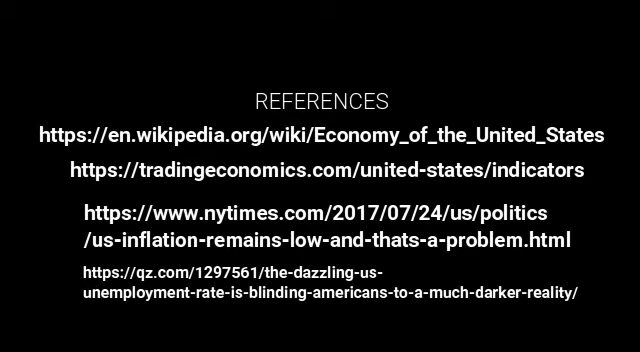 REFERENCES
https://en.wikipedia.org/wiki/Economy_of_the_United_States
https://tradingeconomics.com/united-states/indicators
https://www.nytimes.com/2017/07/24/us/politics
/us-inflation-remains-low-and-thats-a-problem.html
https://qz.com/1297561/the-dazzling-us-
unemployment-rate-is-blinding-americans-to-a-much-darker-reality/